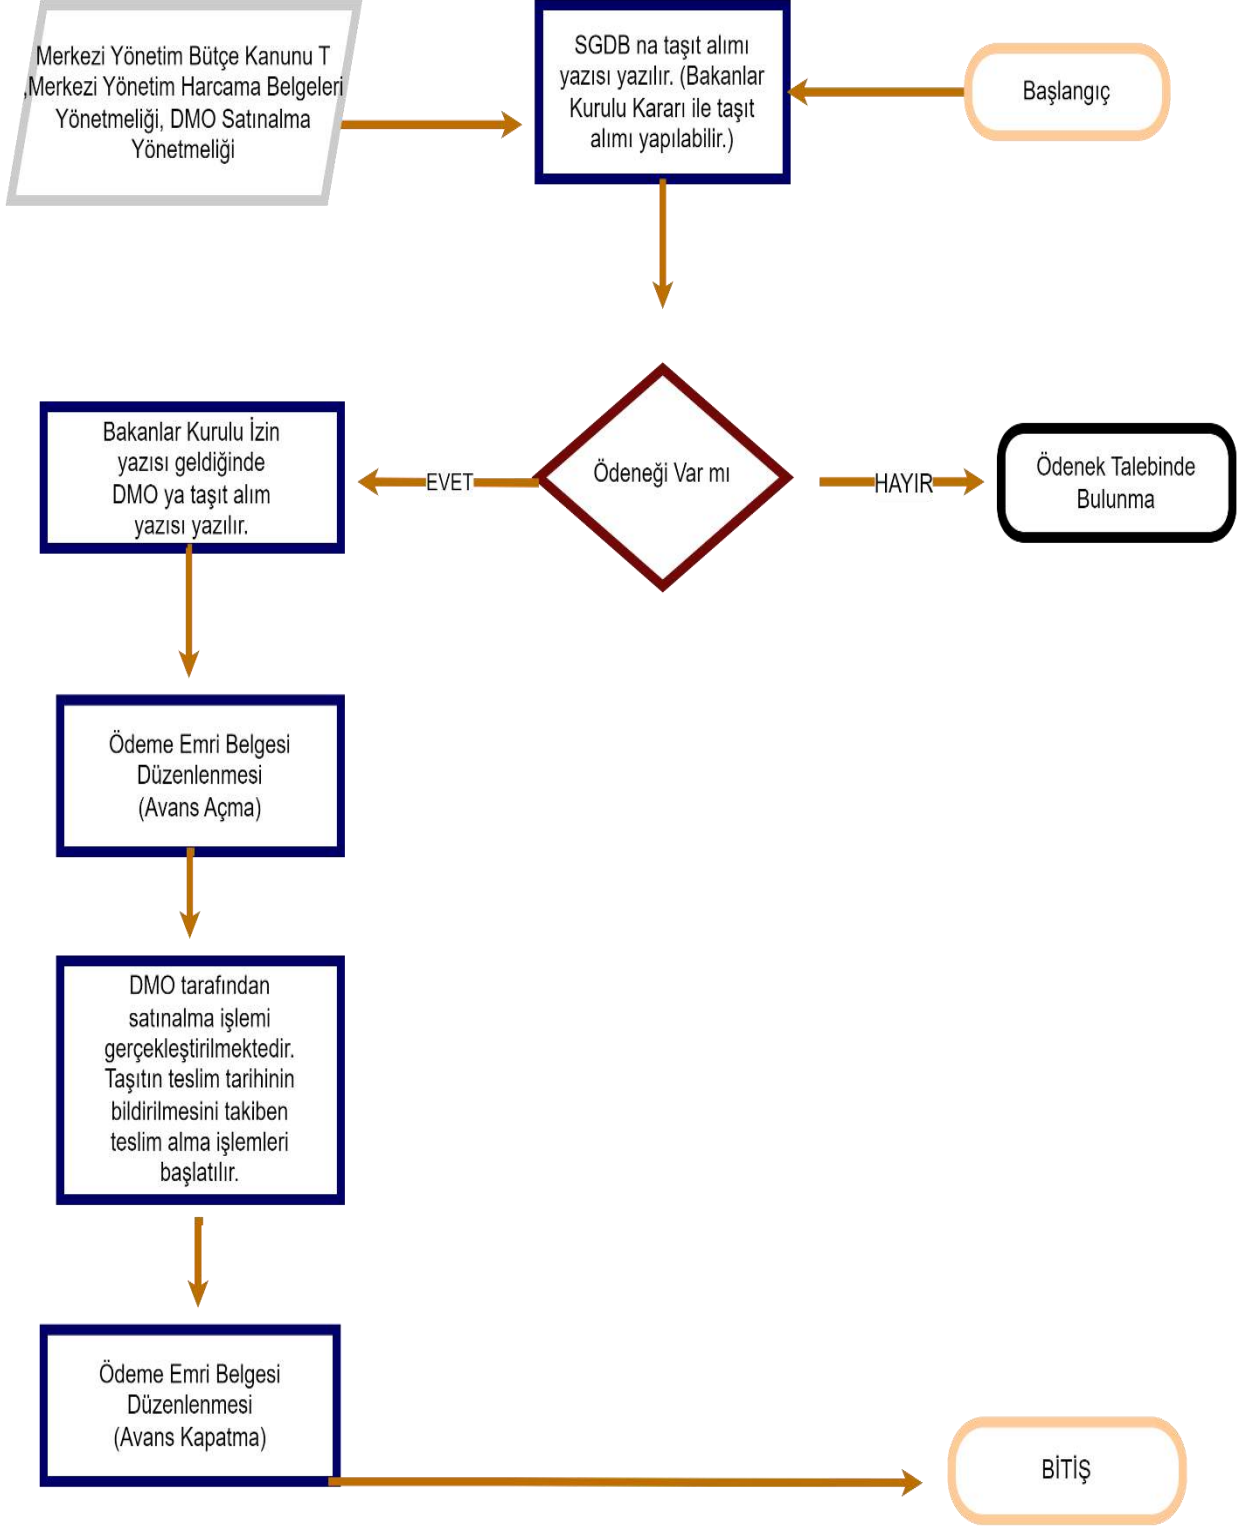 Merkezi Yönetim Bütçe Kanunu T
,Merkezi Yönetim Harcama Belgeleri
Yönetmeliği, DMO Satınalma
Yönetmeliği
SGDB na taşıt alımı
yazısı yazılır. (Bakanlar
Kurulu Kararı ile taşıt
alımı yapılabilir.)
Başlangıç
Bakanlar Kurulu İzin
yazısı geldiğinde
DMO ya taşıt alım
yazısı yazılır.
EVET
Ödeneği Var mı
HAYIR
Ödenek Talebinde
Bulunma
Ödeme Emri Belgesi
Düzenlenmesi
(Avans Açma)
DMO tarafından
satınalma işlemi
gerçekleştirilmektedir.
Taşıtın teslim tarihinin
bildirilmesini takiben
teslim alma işlemleri
başlatılır.
Ödeme Emri Belgesi
Düzenlenmesi
(Avans Kapatma)
BİTİŞ